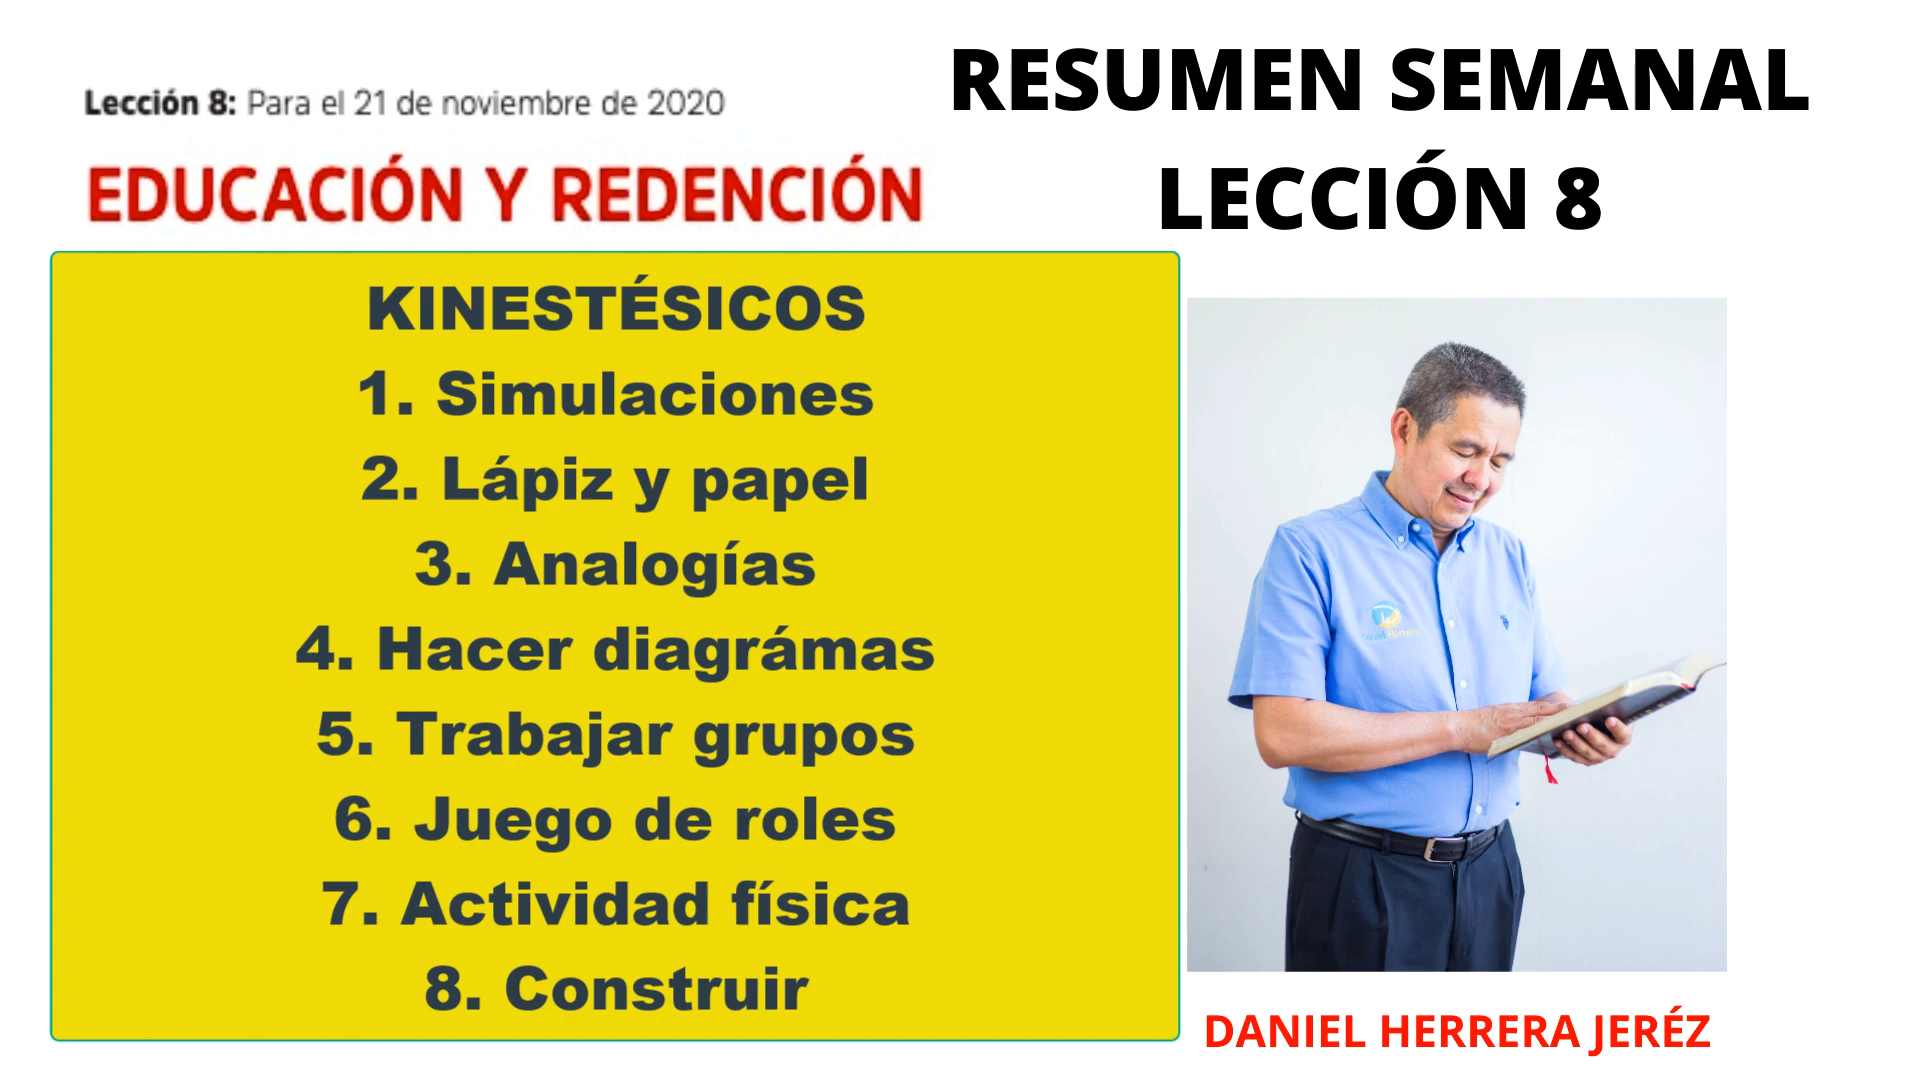 Lección 8: Para el 21 de noviembre de 2020
EDUCACIÓN Y REDENCIÓN
RESUMEN SEMANAL
LECCIÓN 8
KINESTÉSICOS
1. Simulaciones
2. Lápiz y papel
3. Analogías
4. Hacer diagrámas
5. Trabajar grupos
6. Juego de roles
7. Actividad física
8. Construir
Daniel Herrera
DANIEL HERRERA JERÉZ